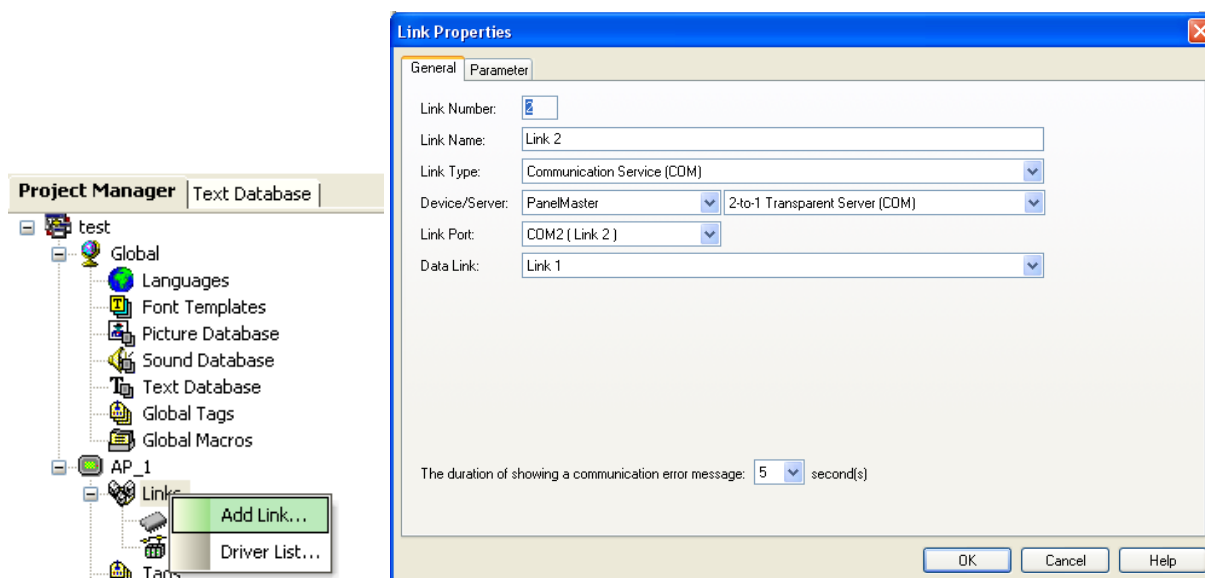 Project Manager
Text Database
test
Global
Languages
Font Templates
Picture Database
Sound Database
Text Database
Global Tags
Global Macros
AP_1
Links
Add Link...
Driver List...
Tags
Link Properties
General
Parameter
Link Number: 2
Link Name: Link 2
Link Type: Communication Service (COM)
Device/Server: PanelMaster 2-to-1 Transparent Server (COM)
Link Port: COM2 ( Link 2 )
Data Link: Link 1
The duration of showing a communication error message: 5 second(s)
OK
Cancel
Help